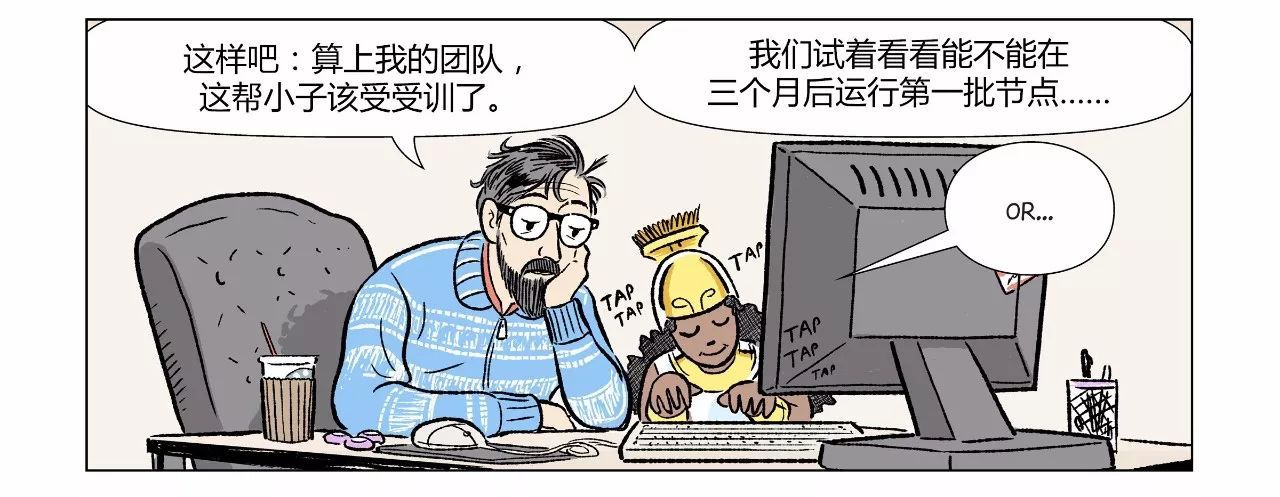 这样吧：算上我的团队，
这帮小子该受受训了。
我们试着看看能不能在
三个月后运行第一批节点……
OR...
TAP
TAP
TAP
TAP
TAP
TAP